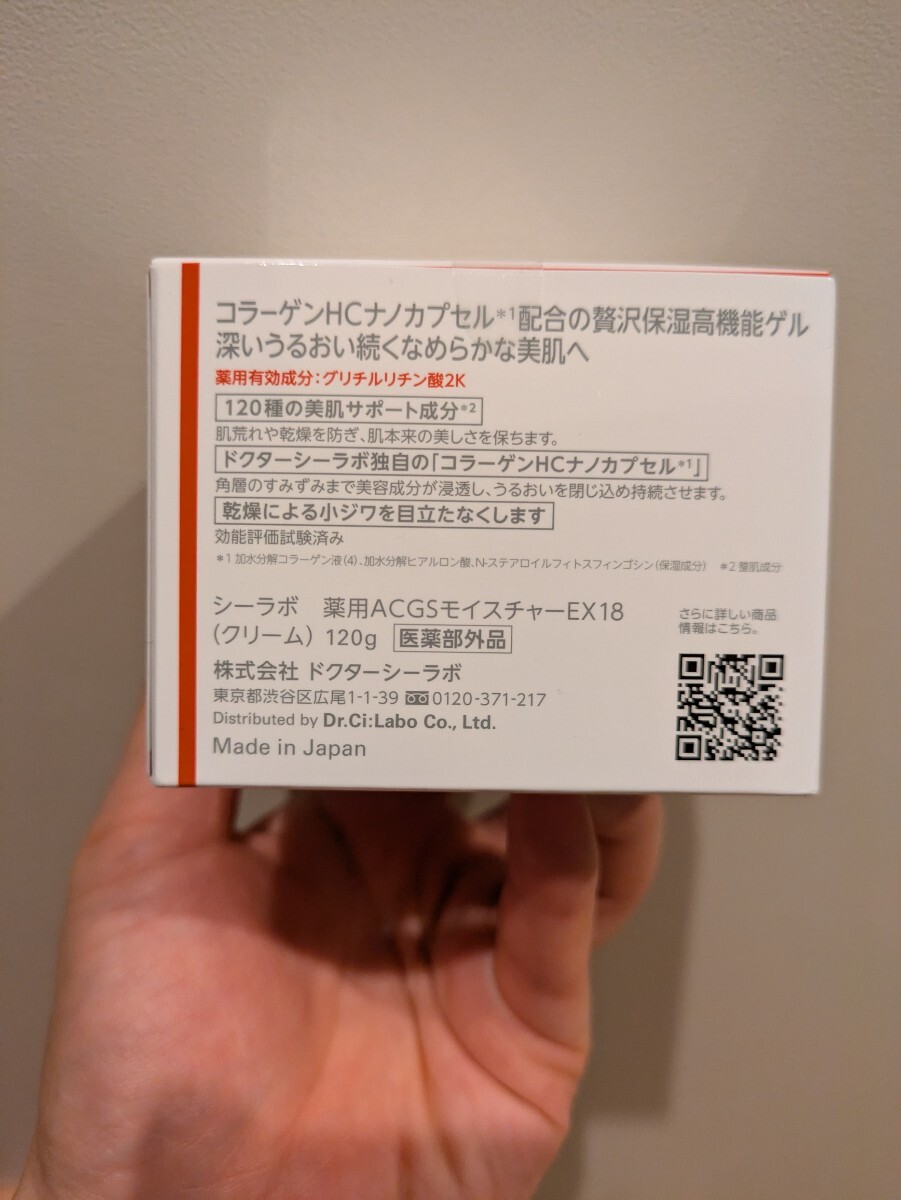 コラーゲンHCナノカプセル*1配合の贅沢保湿高機能ゲル
深いうるおい続くなめらかな美肌へ
薬用有効成分：グリチルリチン酸2K
120種の美肌サポート成分*2
肌荒れや乾燥を防ぎ、肌本来の美しさを保ちます。
ドクターシーラボ独自の「コラーゲンHCナノカプセル*1」
角層のすみずみまで美容成分が浸透し、うるおいを閉じ込め持続させます。
乾燥による小ジワを目立たなくします
効能評価試験済み
*1 加水分解コラーゲン液(4)、加水分解ヒアルロン酸、N-ステアロイルフィトスフィンゴシン(保湿成分) *2 整肌成分
シーラボ 薬用ACGSモイスチャーEX18
(クリーム) 120g 医薬部外品
さらに詳しい商品
情報はこちら。
株式会社 ドクターシーラボ
東京都渋谷区広尾1-1-39 0120-371-217
Distributed by Dr.Ci:Labo Co., Ltd.
Made in Japan